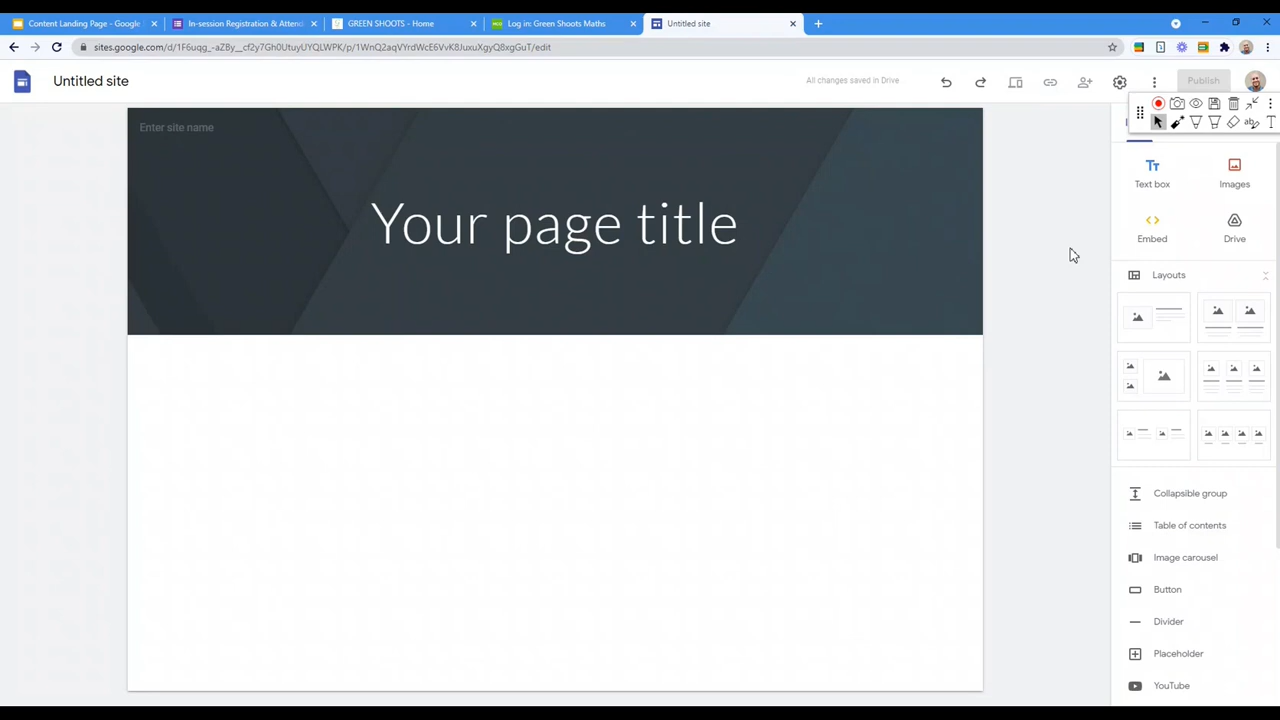 Content Landing Page - Google S
In-session Registration & Attend
GREEN SHOOTS - Home
Log in: Green Shoots Maths
Untitled site
sites.google.com/d/1F6uqg_-aZBy__cf2y7Gh0UtuyUYQLWPK/p/1WnQ2aqVYrdWcE6VvK8JuxXgyQ8xgGuT/edit
Untitled site
All changes saved in Drive
Publish
Enter site name
Your page title
Text box
Images
Embed
Drive
Layouts
Collapsible group
Table of contents
Image carousel
Button
Divider
Placeholder
YouTube